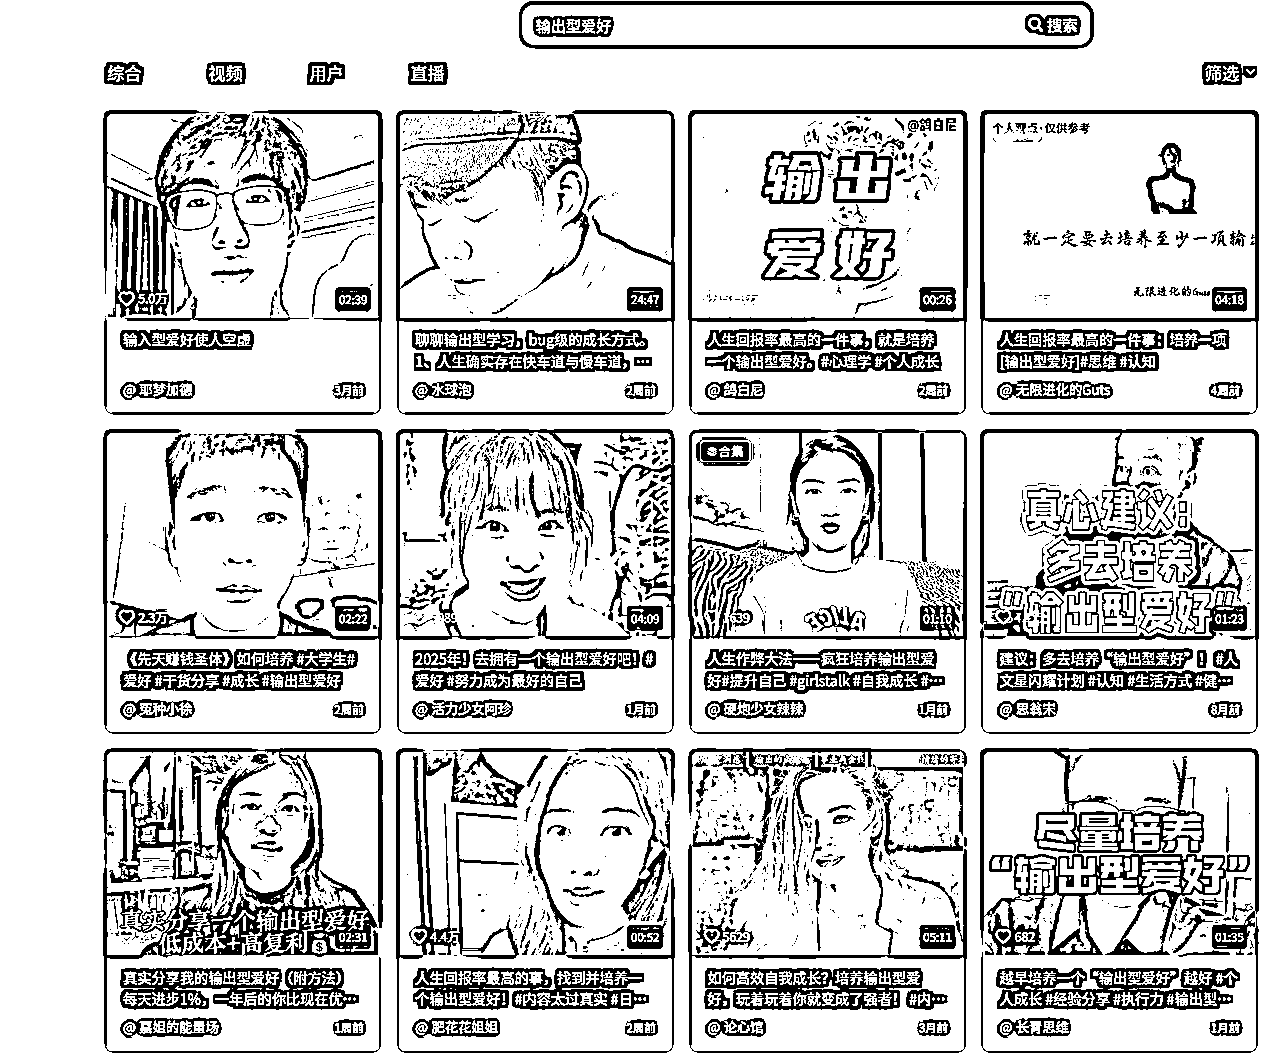 输出型爱好
搜索
综合
视频
用户
直播
筛选
5.0万
02:39
输入型爱好使人空虚
@ 耶梦加德
3月前
24:47
聊聊输出型学习，bug级的成长方式。
1、人生确实存在快车道与慢车道，…
@ 水球泡
2周前
@鸽白尼
输出
爱好
00:26
人生回报率最高的一件事，就是培养
一个输出型爱好。#心理学 #个人成长
@ 鸽白尼
2周前
个人观点·仅供参考
就一定要去培养至少一项输出
无限进化的Guts
04:18
人生回报率最高的一件事：培养一项
[输出型爱好]#思维 #认知
@ 无限进化的Guts
4周前
2.3万
02:22
《先天赚钱圣体》如何培养 #大学生#
爱好 #干货分享 #成长 #输出型爱好
@ 冤种小徐
2周前
04:09
2025年！去拥有一个输出型爱好吧！#
爱好 #努力成为最好的自己
@ 活力少女阿珍
1月前
合集
639
01:10
人生作弊大法——疯狂培养输出型爱
好#提升自己 #girlstalk #自我成长 #…
@ 硬炮少女辣辣
1月前
真心建议：
多去培养
“输出型爱好”
01:23
建议：多去培养“输出型爱好”！ #人
文星闪耀计划 #认知 #生活方式 #健…
@ 恩翁宋
8月前
真实分享一个输出型爱好
低成本+高复利
02:31
真实分享我的输出型爱好（附方法）
每天进步1%，一年后的你比现在优…
@ 嘉姐的能量场
1周前
4.4万
00:52
人生回报率最高的事，找到并培养一
个输出型爱好！ #内容太过真实 #日…
@ 肥花花姐姐
2周前
5629
05:11
如何高效自我成长？培养输出型爱
好，玩着玩着你就变成了强者！ #内…
@ 论心馆
3月前
尽量培养
“输出型爱好”
682
01:35
越早培养一个“输出型爱好”越好 #个
人成长 #经验分享 #执行力 #输出型…
@ 长青思维
1月前